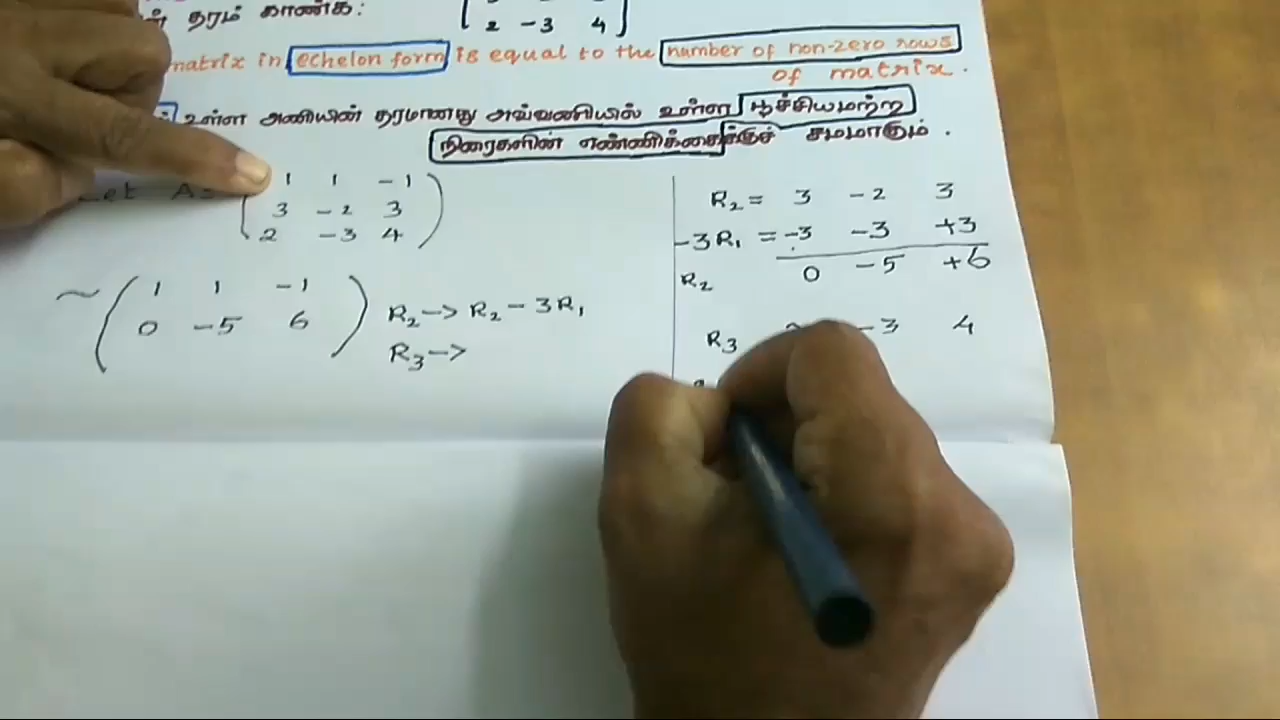 தரம் காண்க:
2 -3 4
matrix in echelon form is equal to the number of non-zero rows
of matrix.
உள்ள அணியின் தரமானது அவ்வணியில் உள்ள பூச்சியமற்ற
நிரைகளின் எண்ணிக்கைக்குச் சமமாகும்.
Let A= 1 1 -1
3 -2 3
2 -3 4
~ 1 1 -1
0 -5 6
R₂ -> R₂ - 3R₁
R₃ ->
R₂ = 3 -2 3
-3R₁ = -3 -3 +3
R₂ 0 -5 +6
R₃ -3 4